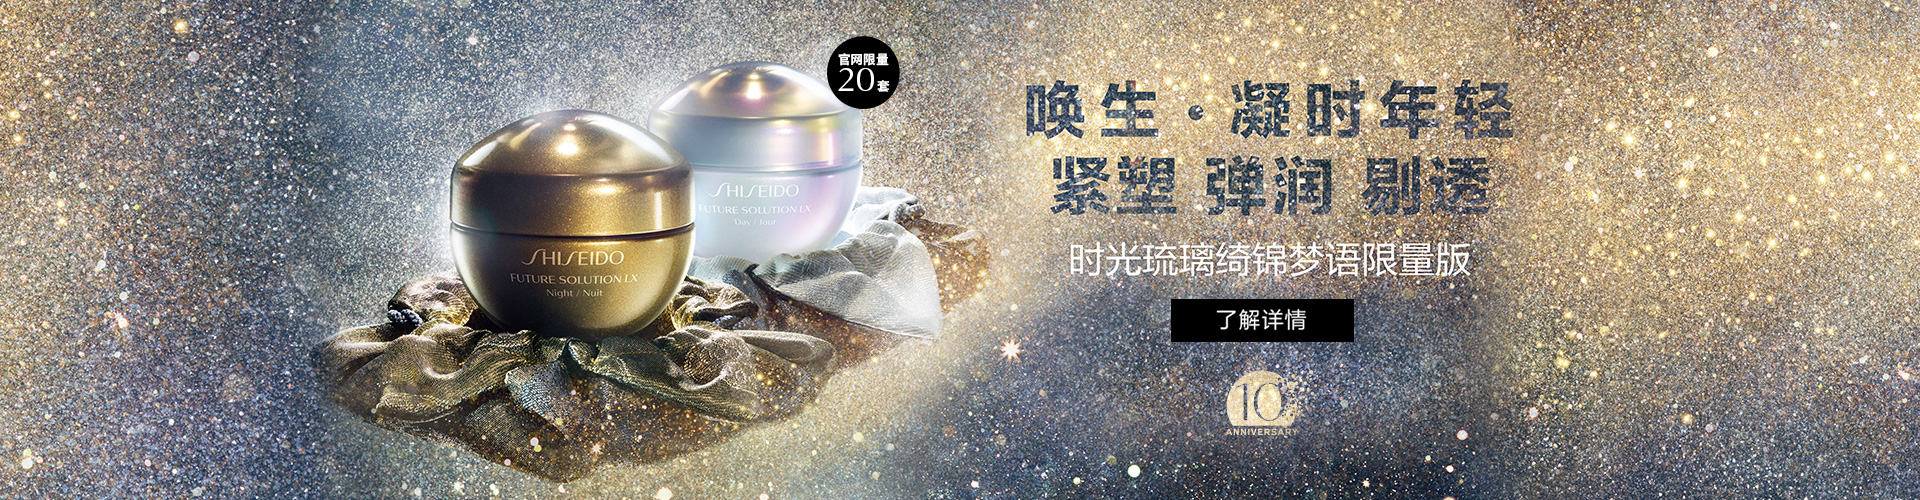 官网限量
20套
SHISEIDO
FUTURE SOLUTION LX
Day / Jour
SHISEIDO
FUTURE SOLUTION LX
Night / Nuit
唤生·凝时年轻
紧塑 弹润 剔透
时光琉璃绮锦梦语限量版
了解详情
10
ANNIVERSARY